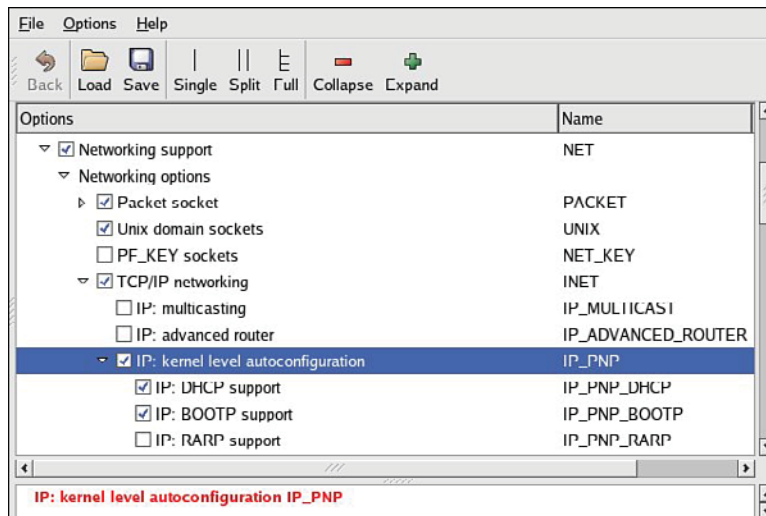 File Options Help
Back Load Save Single Split Full Collapse Expand
Options Name
Networking support NET
Networking options
Packet socket PACKET
Unix domain sockets UNIX
PF_KEY sockets NET_KEY
TCP/IP networking INET
IP: multicasting IP_MULTICAST
IP: advanced router IP_ADVANCED_ROUTER
IP: kernel level autoconfiguration IP_PNP
IP: DHCP support IP_PNP_DHCP
IP: BOOTP support IP_PNP_BOOTP
IP: RARP support IP_PNP_RARP
IP: kernel level autoconfiguration IP_PNP